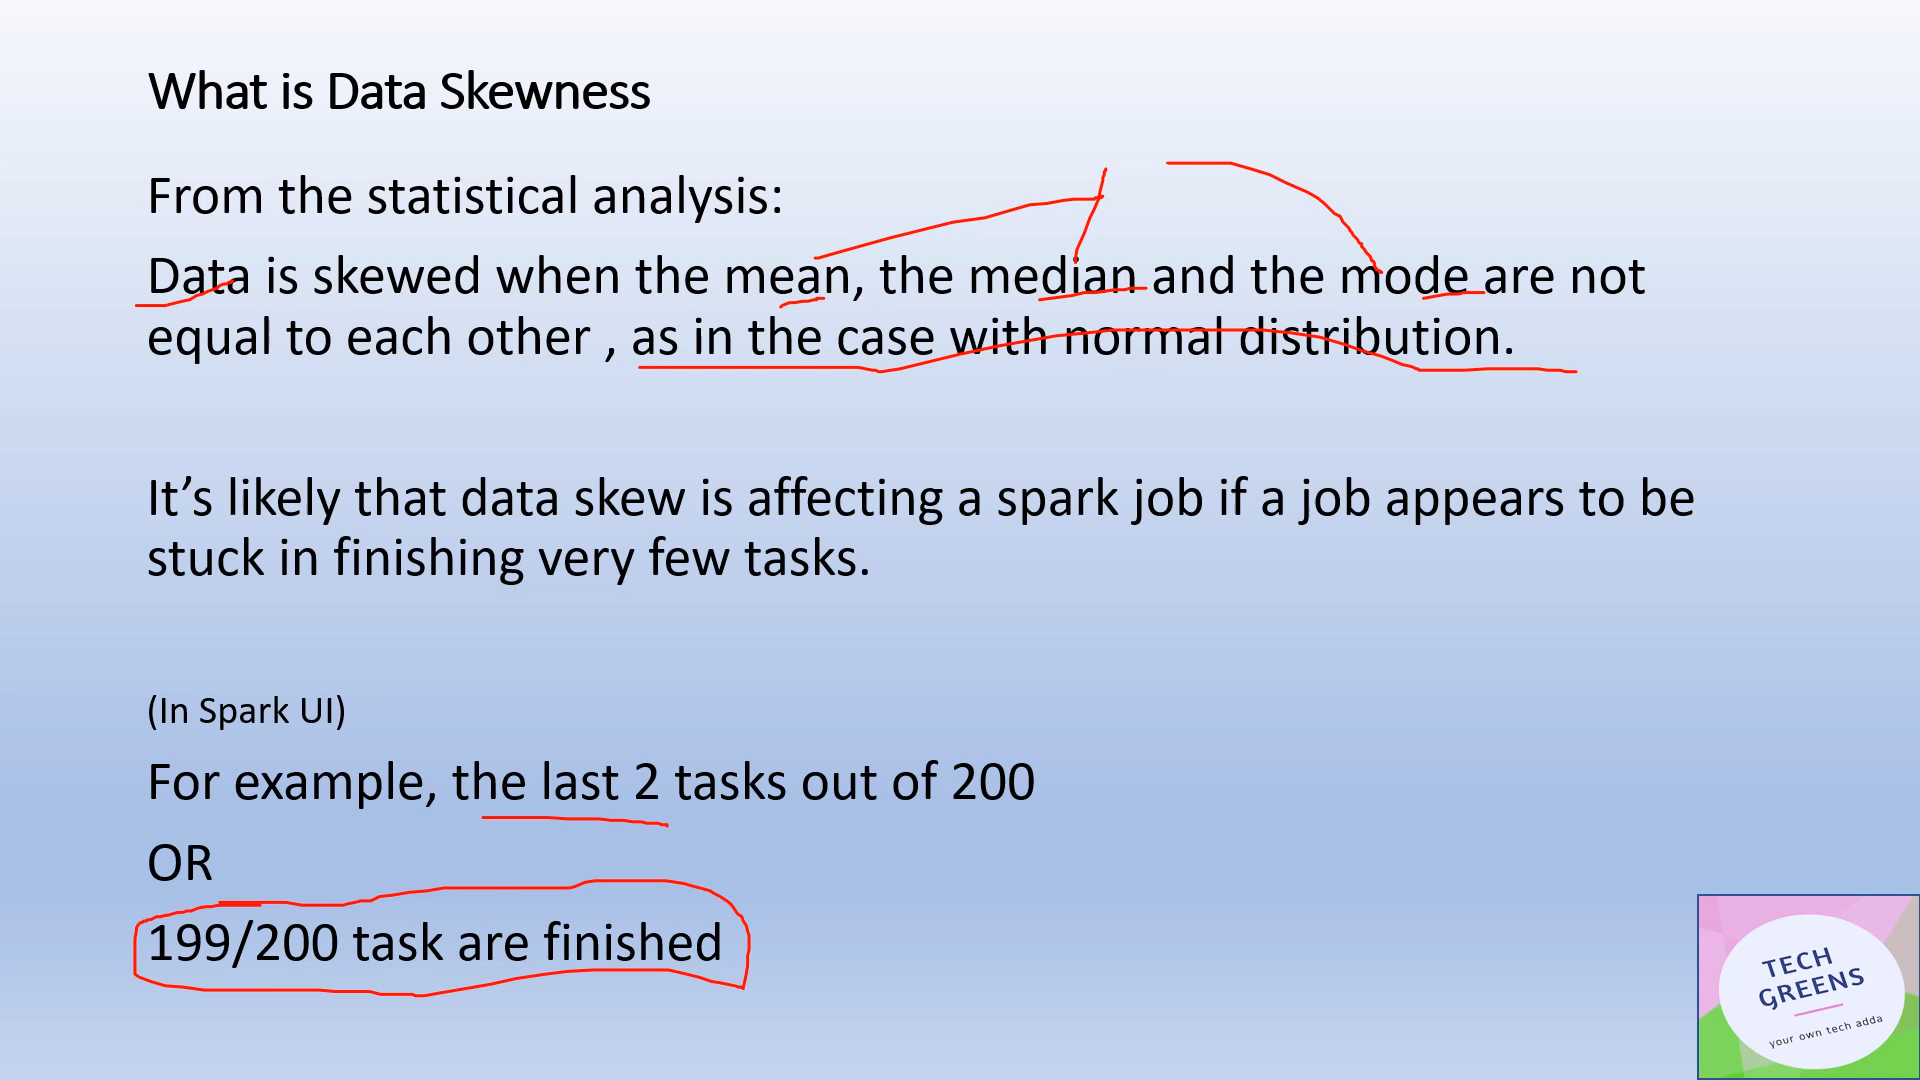 What is Data Skewness
From the statistical analysis:
Data is skewed when the mean, the median and the mode are not
equal to each other , as in the case with normal distribution.
It’s likely that data skew is affecting a spark job if a job appears to be
stuck in finishing very few tasks.
(In Spark UI)
For example, the last 2 tasks out of 200
OR
199/200 task are finished
TECH
GREENS
your own tech adda